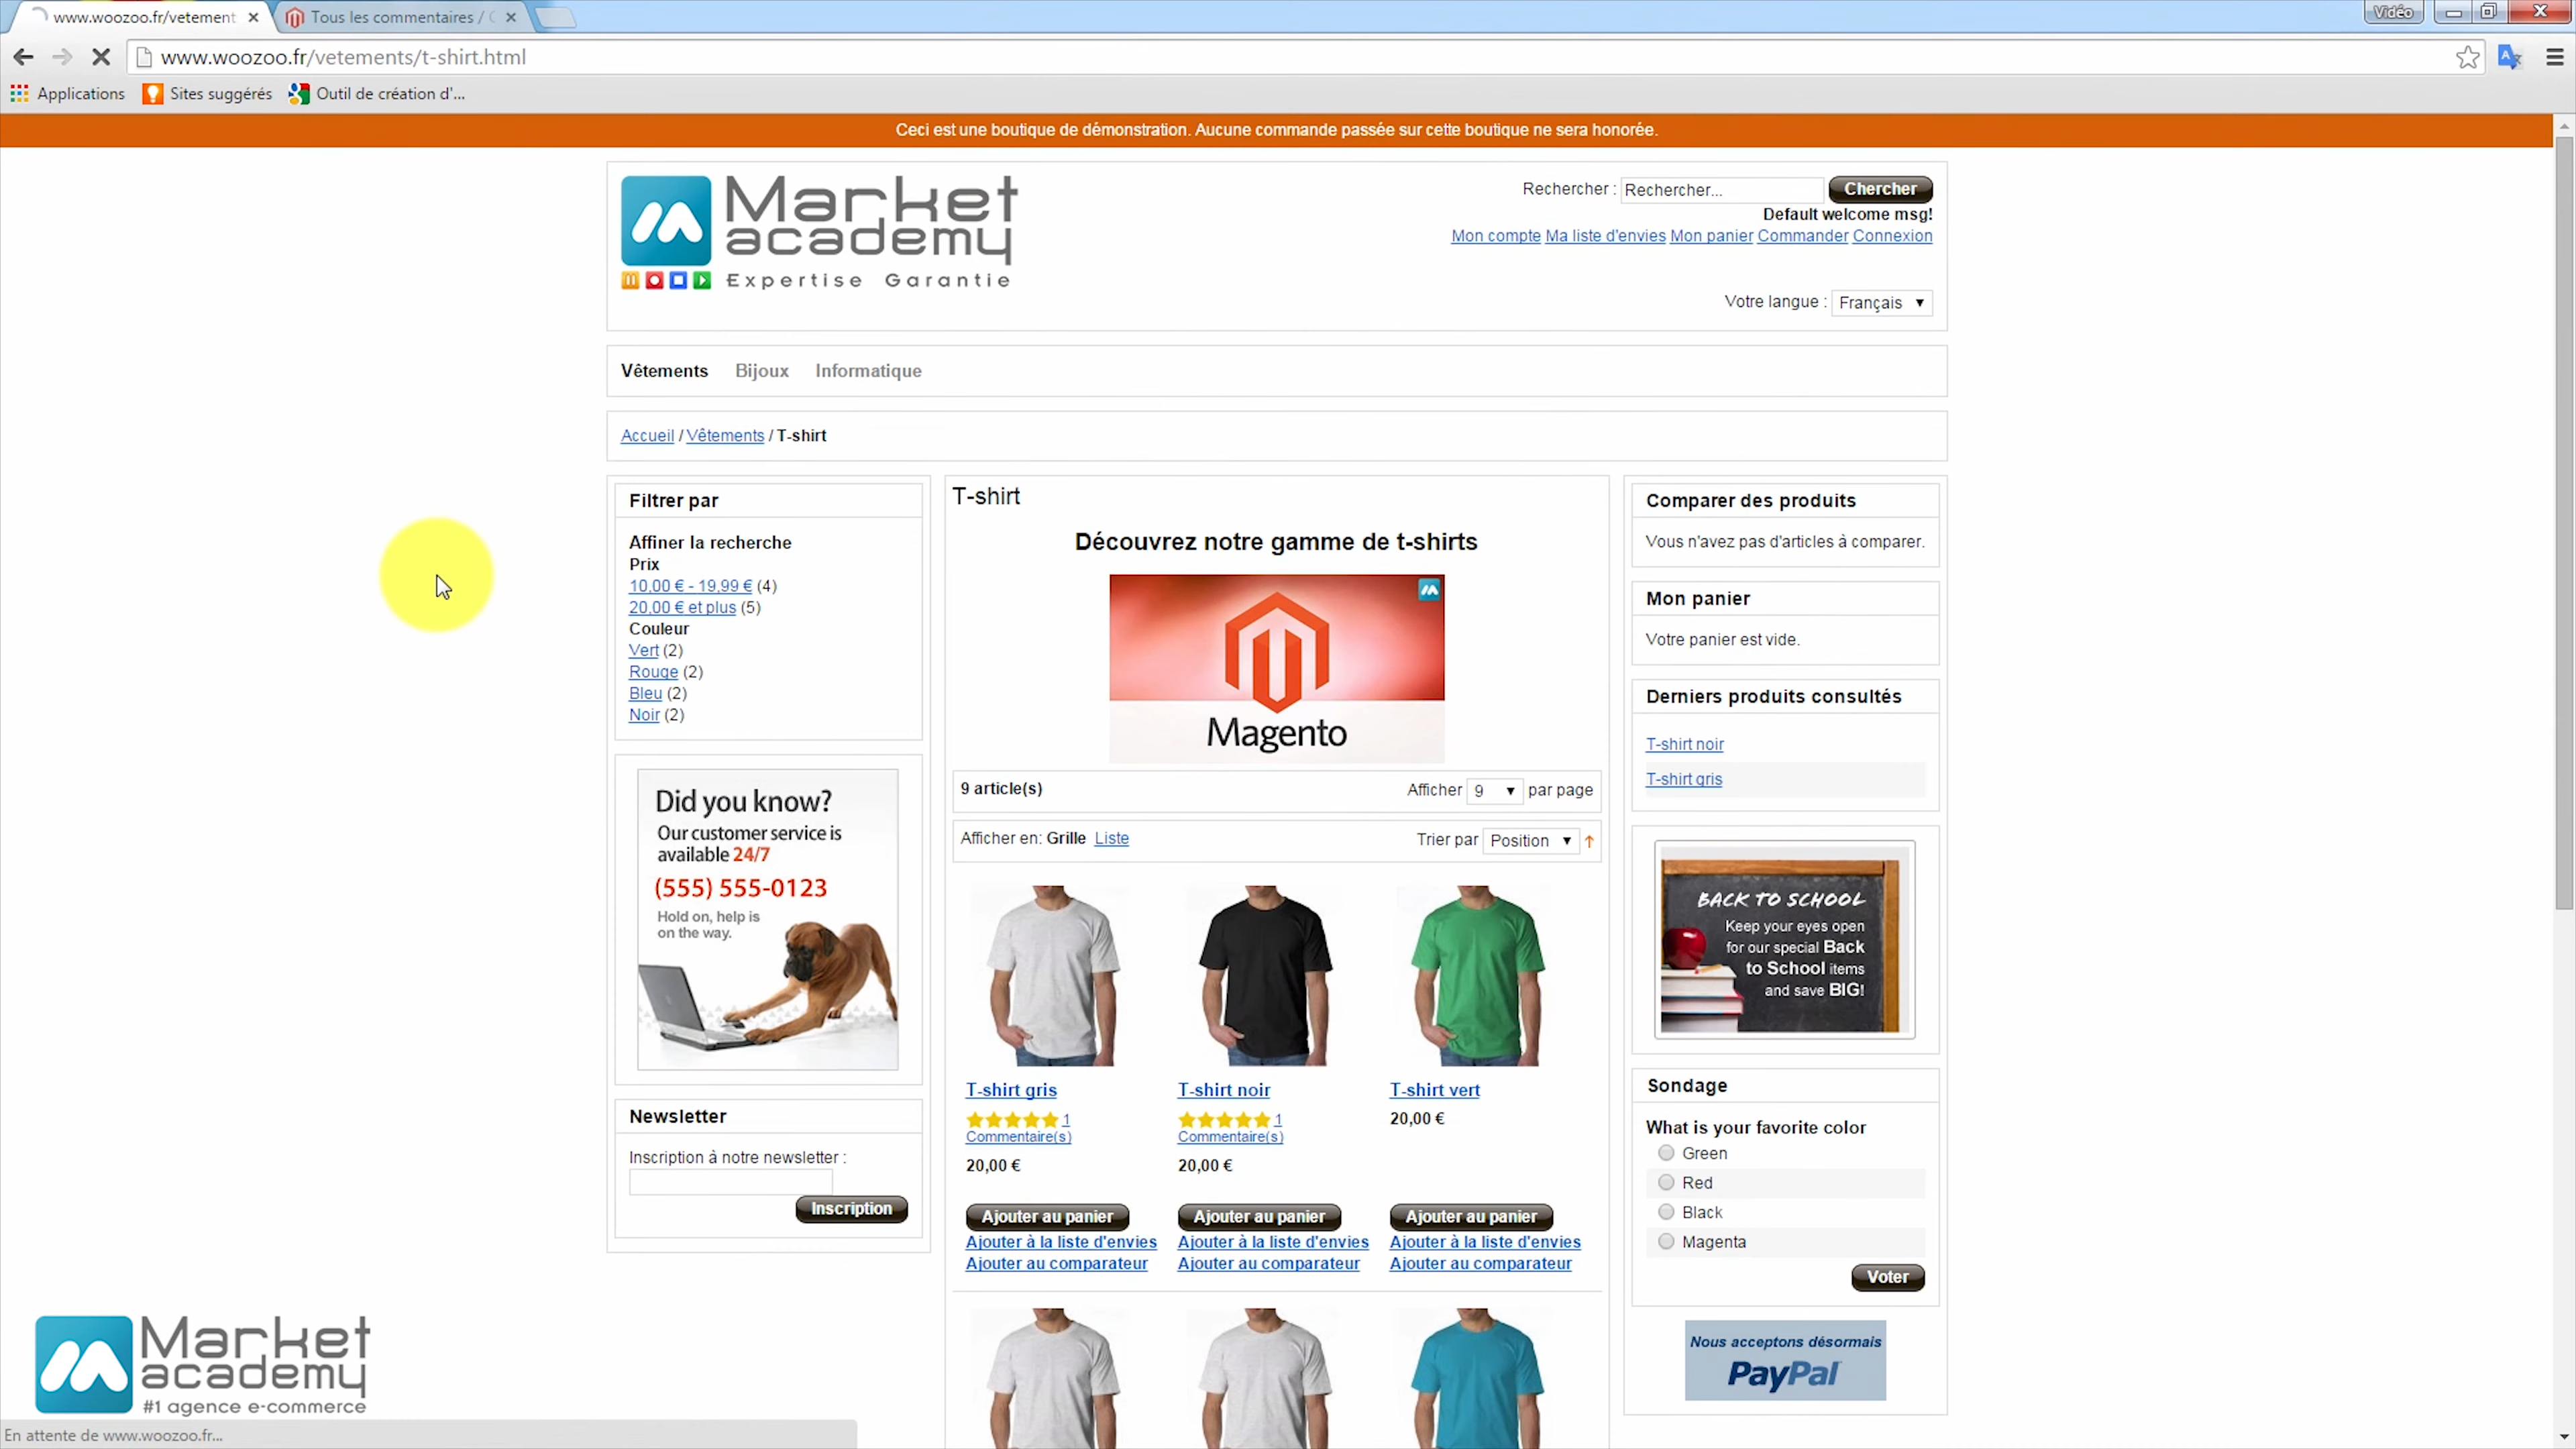 www.woozoo.fr/vetement
Tous les commentaires / C
Vidéo
www.woozoo.fr/vetements/t-shirt.html
Applications
Sites suggérés
Outil de création d'...
Ceci est une boutique de démonstration. Aucune commande passée sur cette boutique ne sera honorée.
Market
academy
Expertise Garantie
Rechercher : Rechercher... Chercher
Default welcome msg!
Mon compte Ma liste d'envies Mon panier Commander Connexion
Votre langue : Français
Vêtements Bijoux Informatique
Accueil / Vêtements / T-shirt
Filtrer par
Affiner la recherche
Prix
10,00 € - 19,99 € (4)
20,00 € et plus (5)
Couleur
Vert (2)
Rouge (2)
Bleu (2)
Noir (2)
Did you know?
Our customer service is
available 24/7
(555) 555-0123
Hold on, help is
on the way.
Newsletter
Inscription à notre newsletter :
Inscription
T-shirt
Découvrez notre gamme de t-shirts
Magento
9 article(s)
Afficher 9 par page
Afficher en: Grille Liste
Trier par Position
T-shirt gris
1
Commentaire(s)
20,00 €
Ajouter au panier
Ajouter à la liste d'envies
Ajouter au comparateur
T-shirt noir
1
Commentaire(s)
20,00 €
Ajouter au panier
Ajouter à la liste d'envies
Ajouter au comparateur
T-shirt vert
20,00 €
Ajouter au panier
Ajouter à la liste d'envies
Ajouter au comparateur
Comparer des produits
Vous n'avez pas d'articles à comparer.
Mon panier
Votre panier est vide.
Derniers produits consultés
T-shirt noir
T-shirt gris
BACK TO SCHOOL
Keep your eyes open
for our special Back
to School items
and save BIG!
Sondage
What is your favorite color
Green
Red
Black
Magenta
Voter
Nous acceptons désormais
PayPal
Market
academy
#1 agence e-commerce
En attente de www.woozoo.fr...